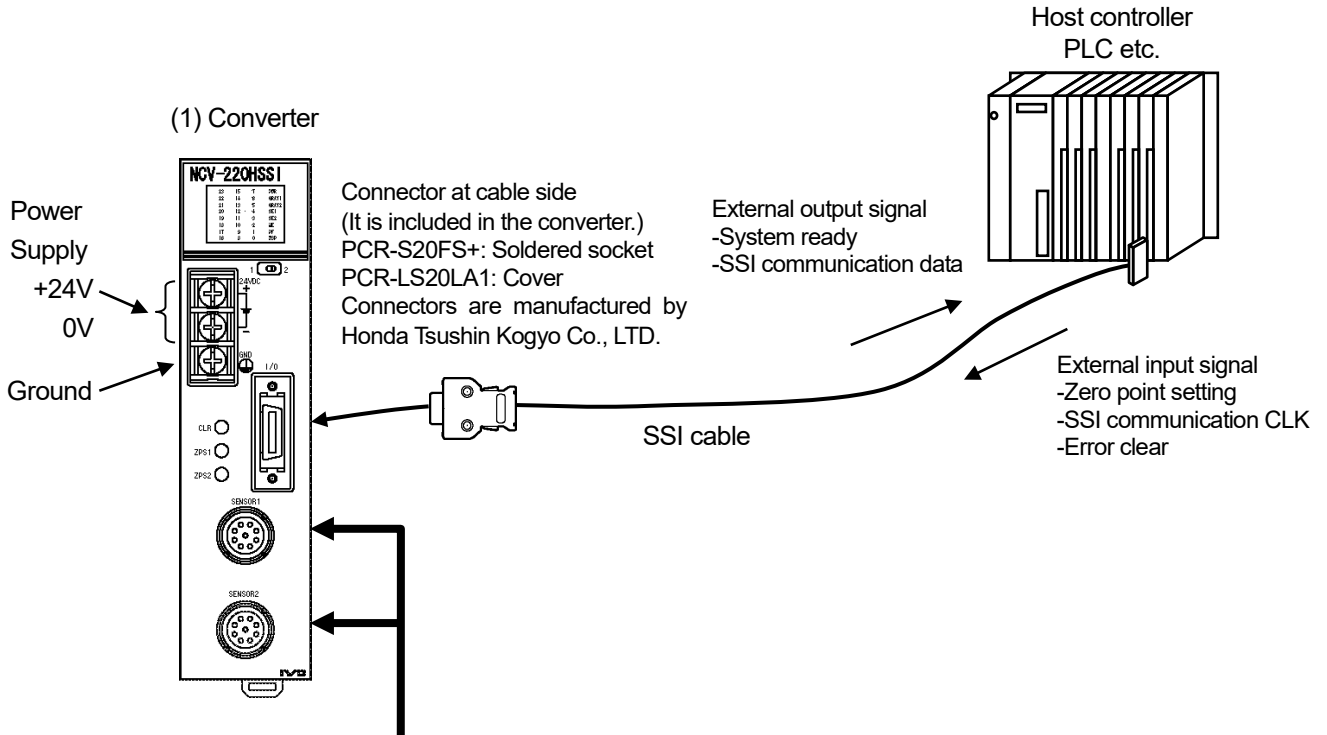 Host controller
PLC etc.
(1) Converter
NCV-220HSSI
Connector at cable side
(It is included in the converter.)
PCR-S20FS+: Soldered socket
PCR-LS20LA1: Cover
Connectors are manufactured by
Honda Tsushin Kogyo Co., LTD.
External output signal
-System ready
-SSI communication data
Power
Supply
+24V
0V
Ground
1 2
24VDC
+
-
GND
I/O
External input signal
-Zero point setting
-SSI communication CLK
-Error clear
SSI cable
CLR
ZPS1
ZPS2
SENSOR1
SENSOR2